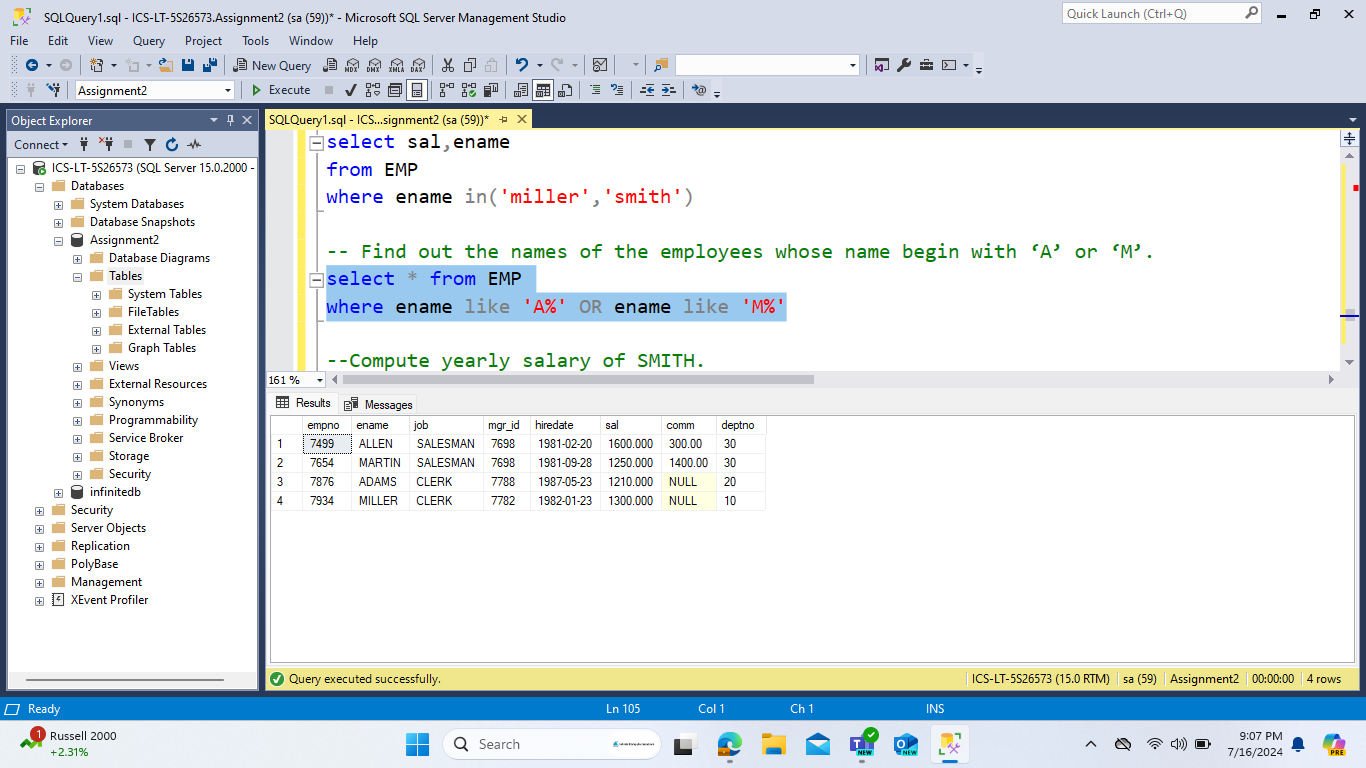 SQLQuery1.sql - ICS-LT-5S26573.Assignment2 (sa (59))* - Microsoft SQL Server Management Studio
Quick Launch (Ctrl+Q)
File Edit View Query Project Tools Window Help
New Query MDX DMX XMLA DAX
Assignment2 Execute
Object Explorer
SQLQuery1.sql - ICS...signment2 (sa (59))*
Connect
ICS-LT-5S26573 (SQL Server 15.0.2000 -
Databases
System Databases
Database Snapshots
Assignment2
Database Diagrams
Tables
System Tables
FileTables
External Tables
Graph Tables
Views
External Resources
Synonyms
Programmability
Service Broker
Storage
Security
infinitedb
Security
Server Objects
Replication
PolyBase
Management
XEvent Profiler
select sal,ename
from EMP
where ename in('miller','smith')
-- Find out the names of the employees whose name begin with ‘A’ or ‘M’.
select * from EMP
where ename like 'A%' OR ename like 'M%'
--Compute yearly salary of SMITH.
161 %
Results Messages
empno ename job mgr_id hiredate sal comm deptno
1 7499 ALLEN SALESMAN 7698 1981-02-20 1600.000 300.00 30
2 7654 MARTIN SALESMAN 7698 1981-09-28 1250.000 1400.00 30
3 7876 ADAMS CLERK 7788 1987-05-23 1210.000 NULL 20
4 7934 MILLER CLERK 7782 1982-01-23 1300.000 NULL 10
Query executed successfully. ICS-LT-5S26573 (15.0 RTM) sa (59) Assignment2 00:00:00 4 rows
Ready Ln 105 Col 1 Ch 1 INS
1 Russell 2000
+2.31%
Search
NEW
NEW
9:07 PM
7/16/2024
PRE